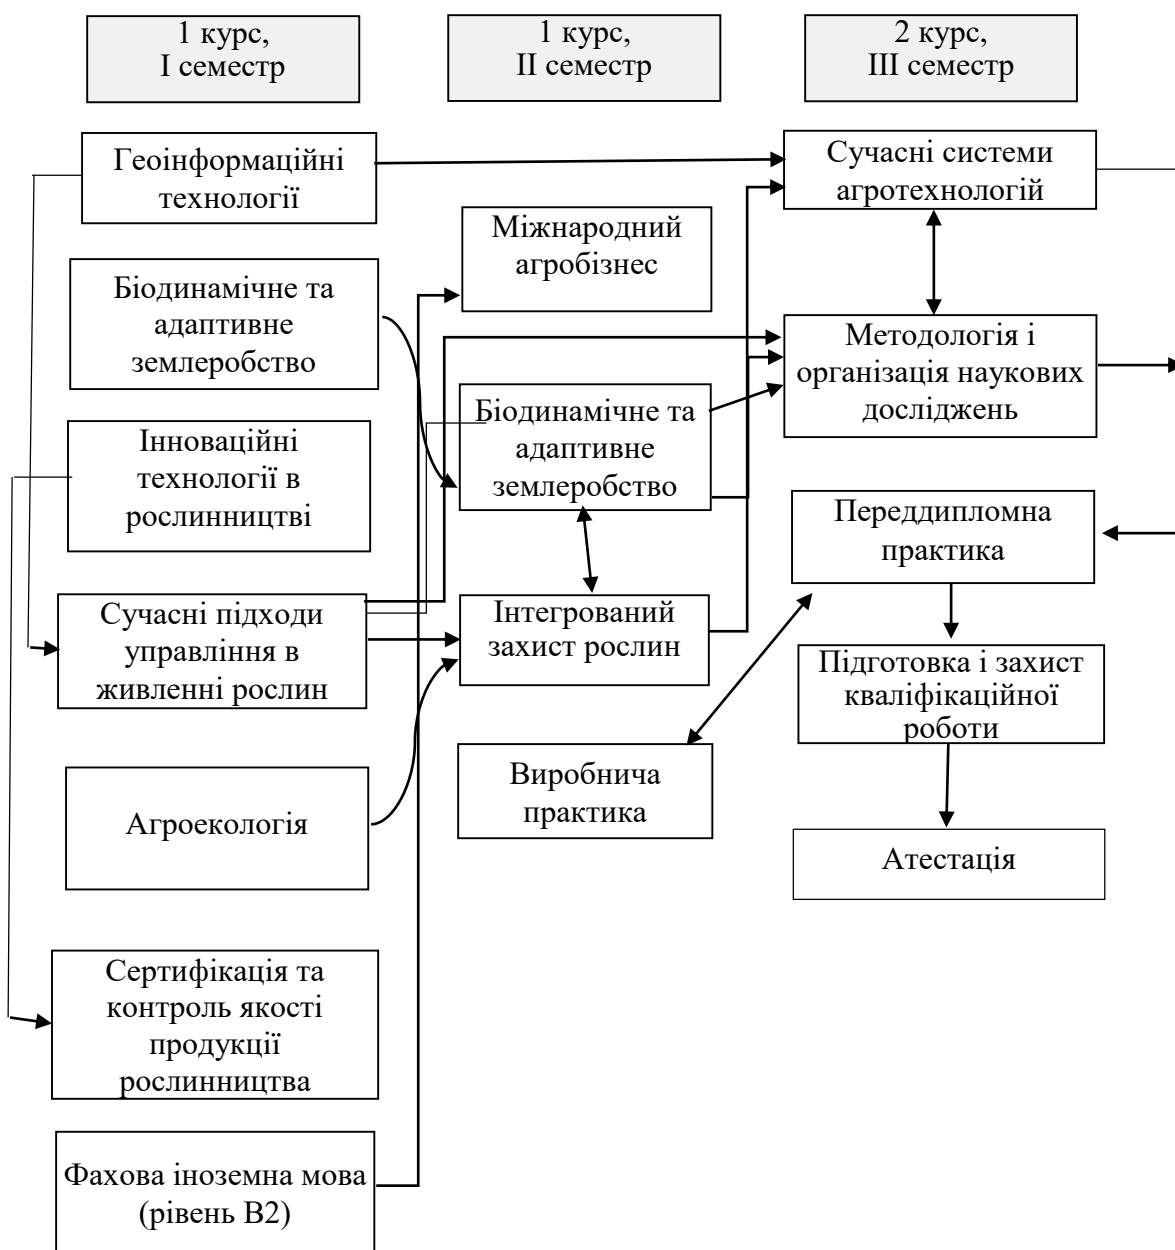 1 курс,
І семестр
1 курс,
ІІ семестр
2 курс,
ІІІ семестр
Геоінформаційні
технології
Біодинамічне та
адаптивне
землеробство
Інноваційні
технології в
рослинництві
Сучасні підходи
управління в
живленні рослин
Агроекологія
Сертифікація та
контроль якості
продукції
рослинництва
Фахова іноземна мова
(рівень В2)
Міжнародний
агробізнес
Біодинамічне та
адаптивне
землеробство
Інтегрований
захист рослин
Виробнича
практика
Сучасні системи
агротехнологій
Методологія і
організація наукових
досліджень
Переддипломна
практика
Підготовка і захист
кваліфікаційної
роботи
Атестація